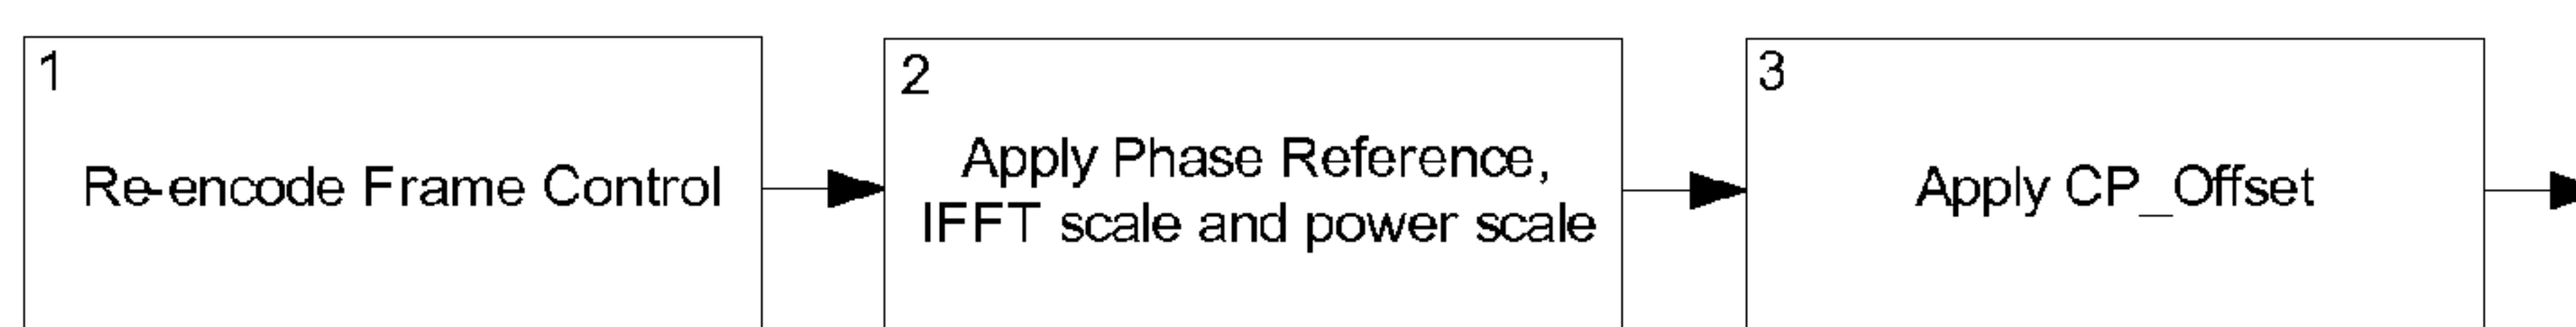 1
Re-encode Frame Control
2
Apply Phase Reference,
IFFT scale and power scale
3
Apply CP_Offset